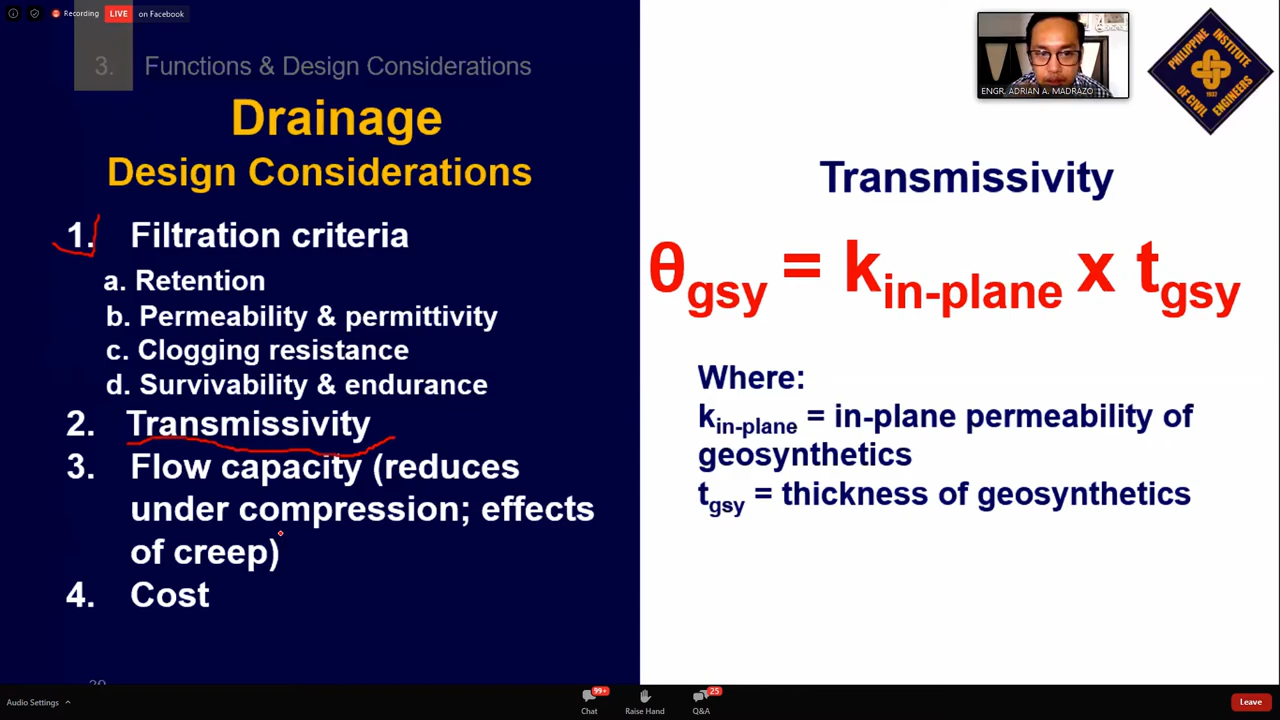 Recording
LIVE
on Facebook
3. Functions & Design Considerations
Drainage
Design Considerations
1. Filtration criteria
a. Retention
b. Permeability & permittivity
c. Clogging resistance
d. Survivability & endurance
2. Transmissivity
3. Flow capacity (reduces
under compression; effects
of creep)
4. Cost
ENGR. ADRIAN A. MADRAZO
PHILIPPINE INSTITUTE
OF CIVIL ENGINEERS
1937
Transmissivity
θgsy = kin-plane x tgsy
Where:
kin-plane = in-plane permeability of
geosynthetics
tgsy = thickness of geosynthetics
Audio Settings
99+
Chat
Raise Hand
25
Q&A
Leave